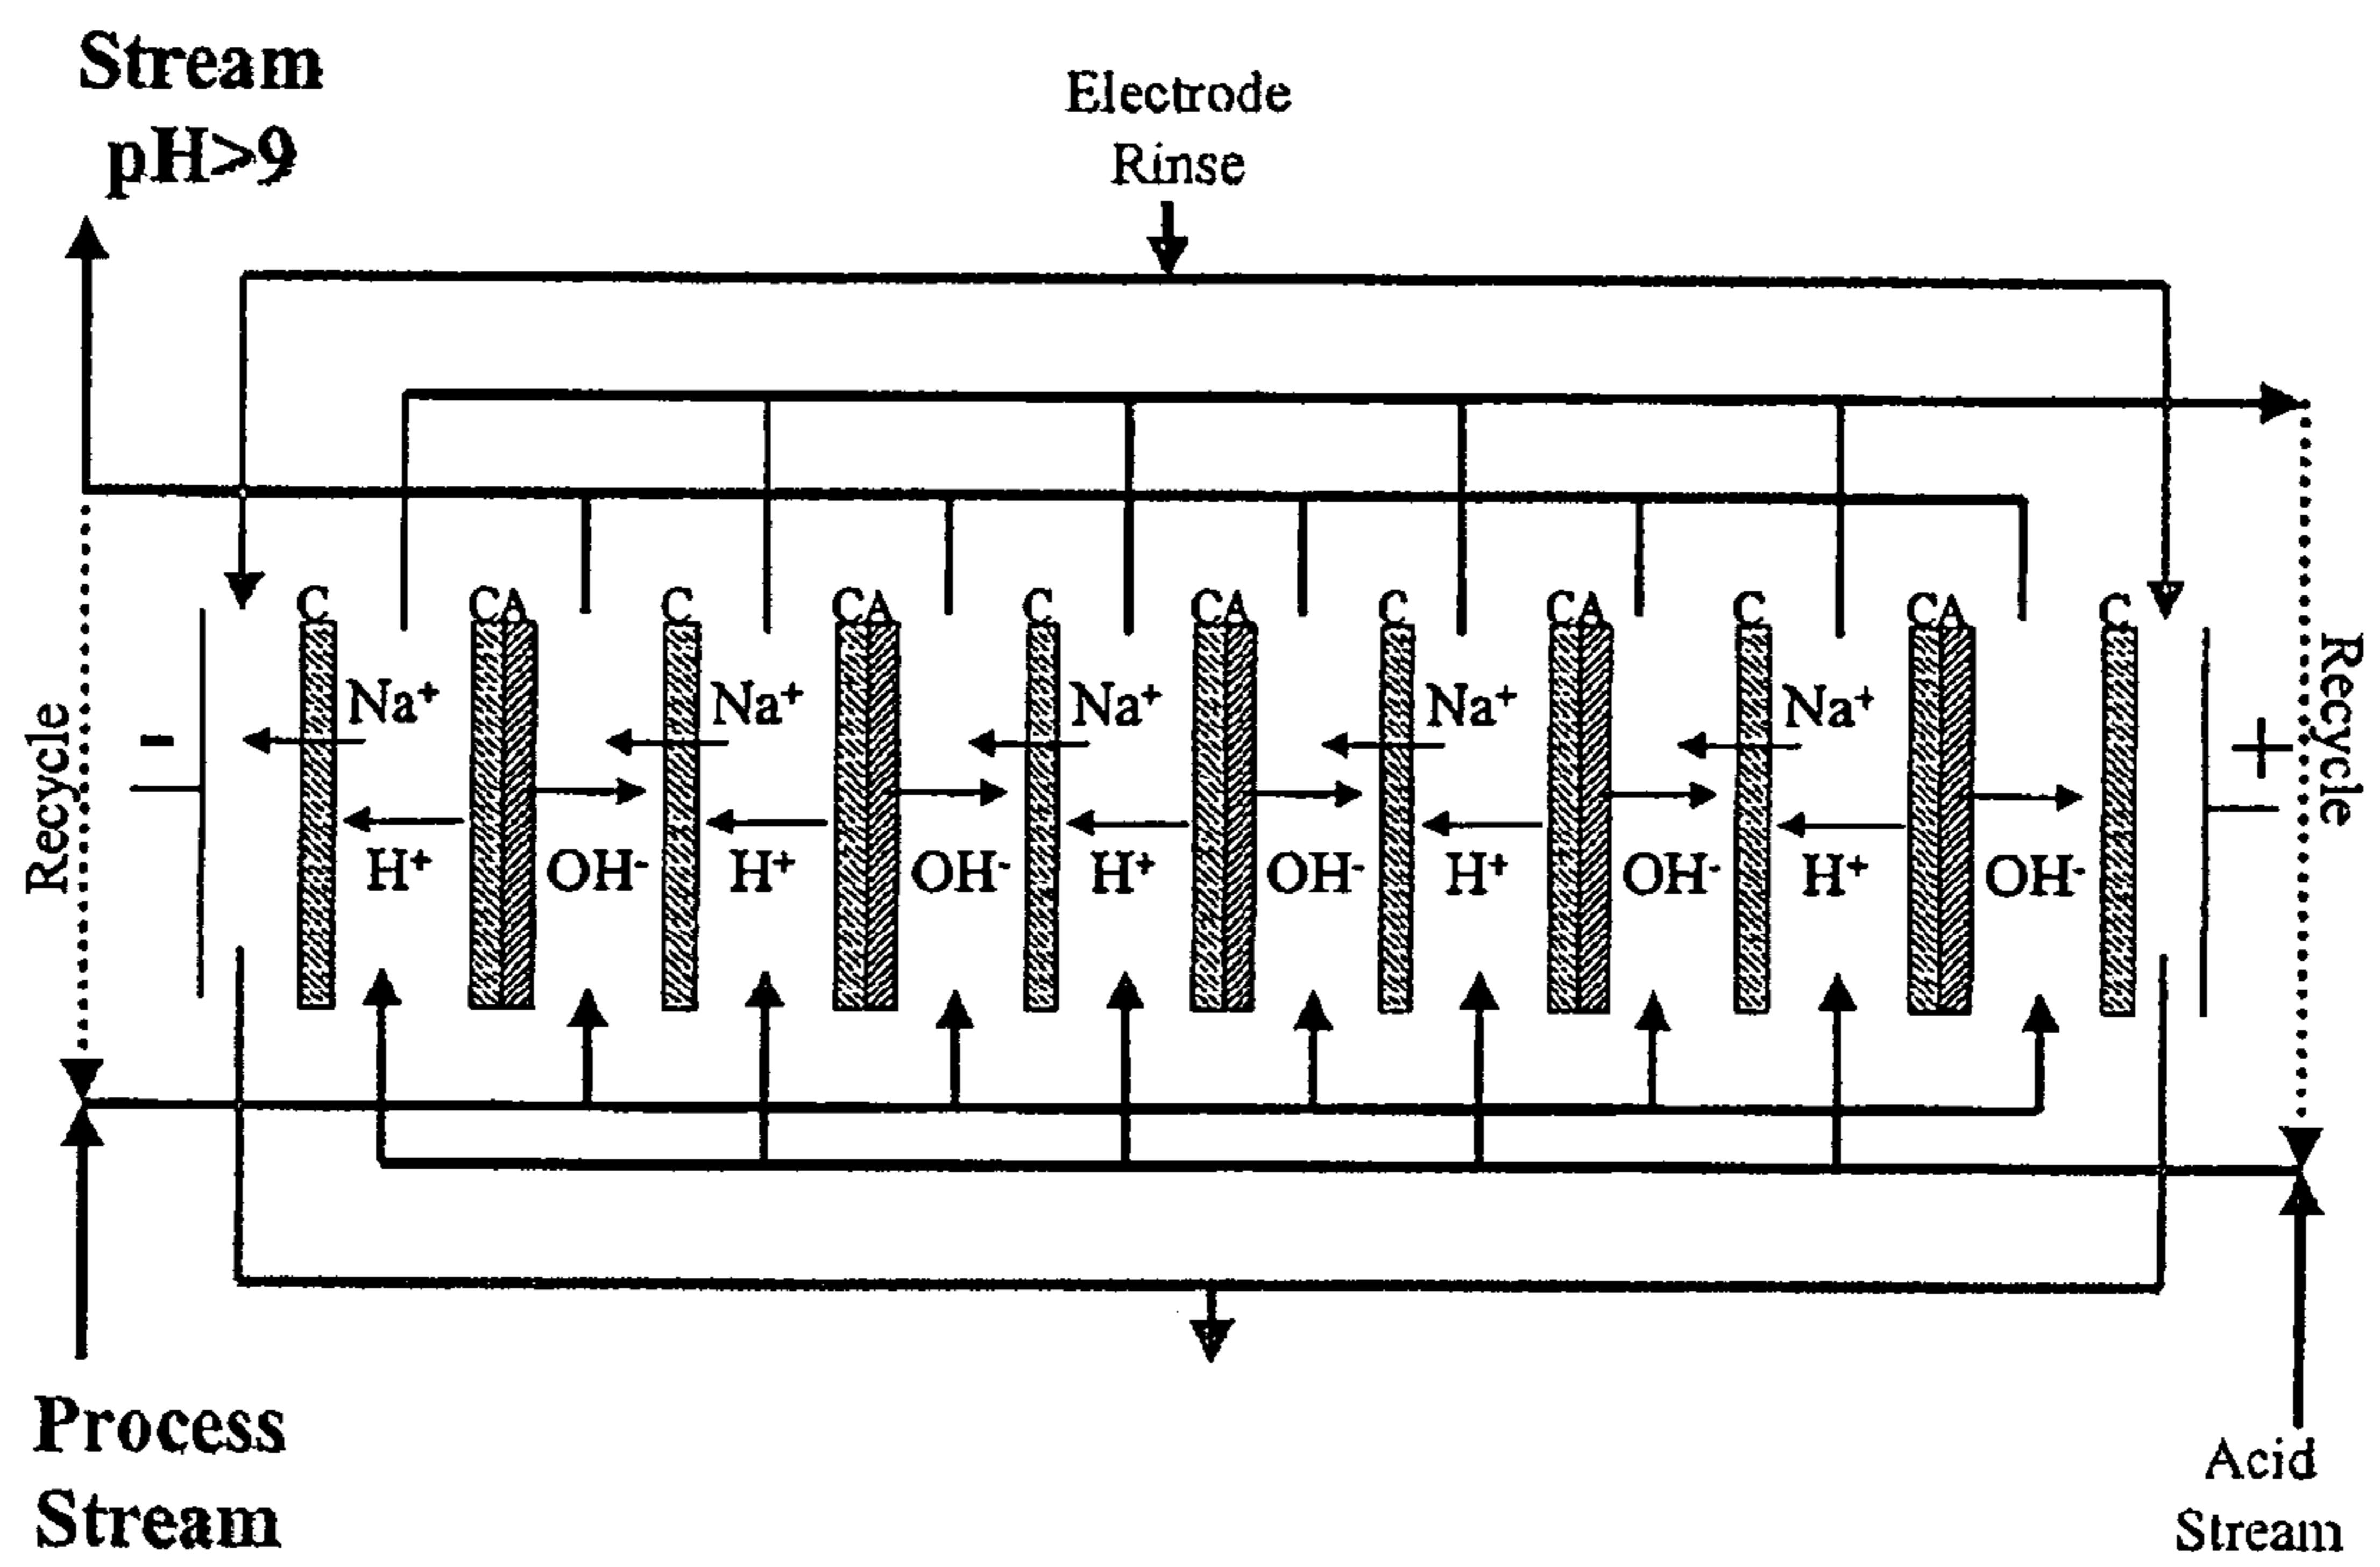 Stream
pH>9
Electrode
Rinse
C CA C CA C CA C CA C CA C
Na⁺ Na⁺ Na⁺ Na⁺ Na⁺
Recycle
-
+
Recycle
H⁺ OH⁻ H⁺ OH⁻ H⁺ OH⁻ H⁺ OH⁻ H⁺ OH⁻
Process
Stream
Acid
Stream